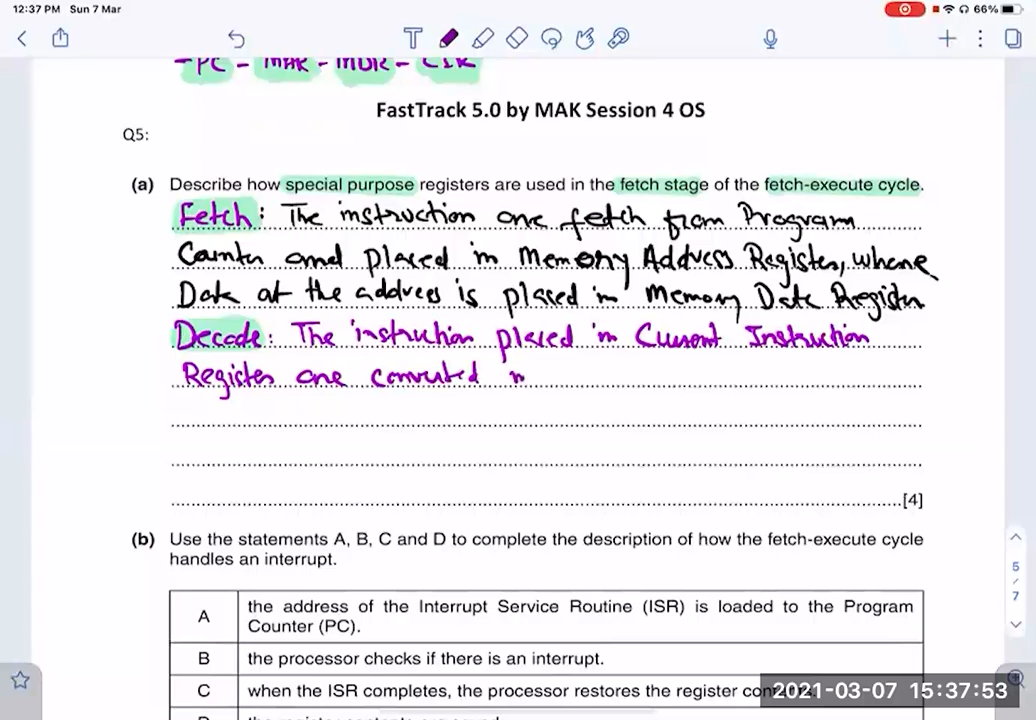 12:37 PM Sun 7 Mar
66%
-PC - MAR - MDR - CIR
FastTrack 5.0 by MAK Session 4 OS
Q5:
(a) Describe how special purpose registers are used in the fetch stage of the fetch-execute cycle.
Fetch: The instruction are fetch from Program
Counter and placed in Memory Address Register, where
Data at the address is placed in Memory Data Register
Decode: The instruction placed in Current Instruction
Register are converted
[4]
(b) Use the statements A, B, C and D to complete the description of how the fetch-execute cycle
handles an interrupt.
A the address of the Interrupt Service Routine (ISR) is loaded to the Program
Counter (PC).
B the processor checks if there is an interrupt.
C when the ISR completes, the processor restores the register
2021-03-07 15:37:53
5
/
7